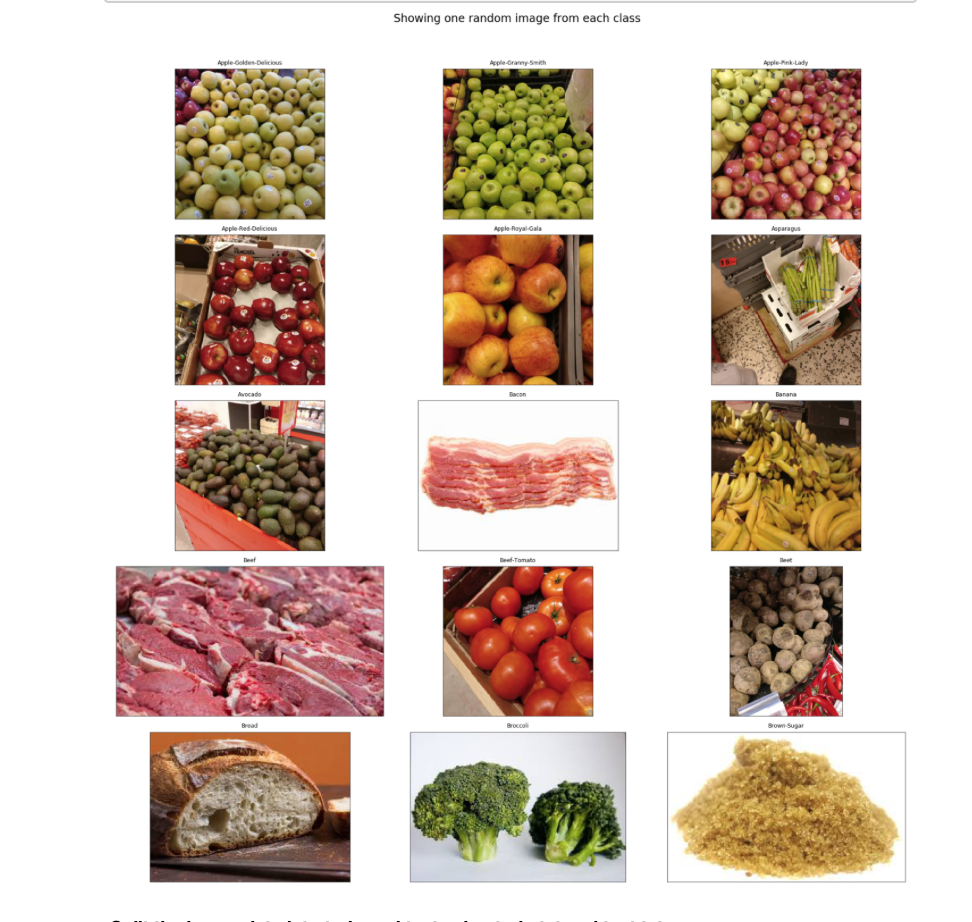 Showing one random image from each class
Apple-Golden-Delicious
Apple-Granny-Smith
Apple-Pink-Lady
Apple-Red-Delicious
Apple-Royal-Gala
Asparagus
Avocado
Bacon
Banana
Beef
Beef-Tomato
Beet
Bread
Broccoli
Brown-Sugar